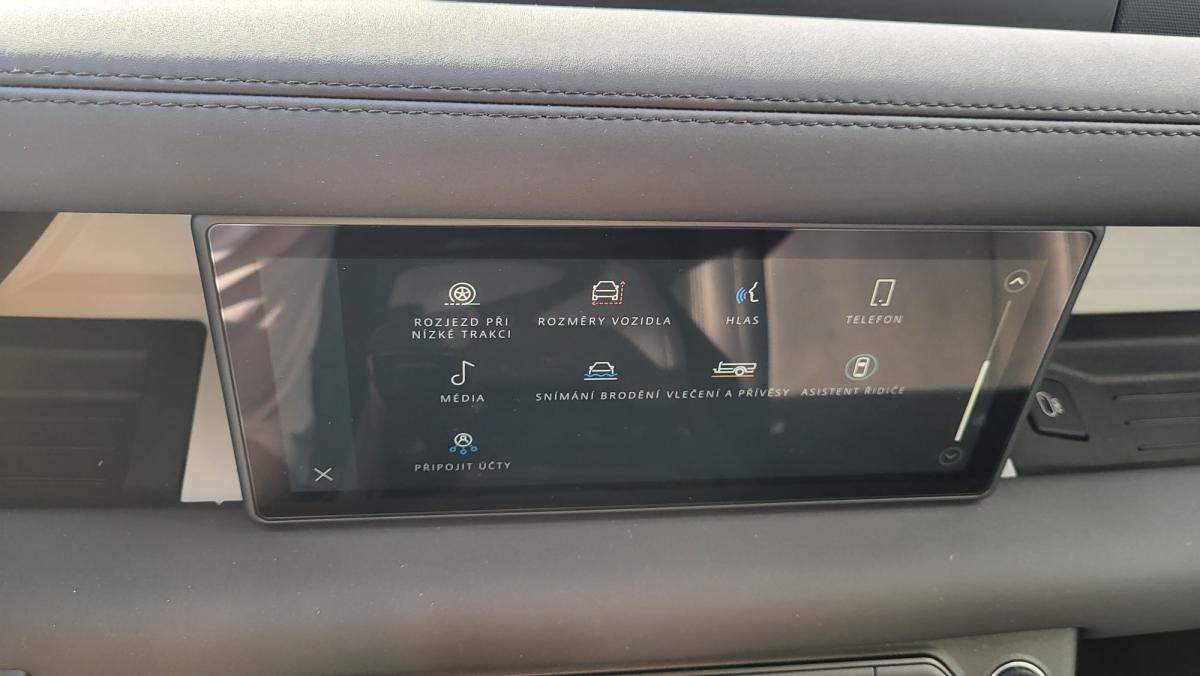 ROZJEZD PŘI
NÍZKÉ TRAKCI
ROZMĚRY VOZIDLA
HLAS
TELEFON
MÉDIA
SNÍMÁNÍ BRODĚNÍ
VLEČENÍ A PŘÍVĚSY
ASISTENT ŘIDIČE
PŘIPOJIT ÚČTY